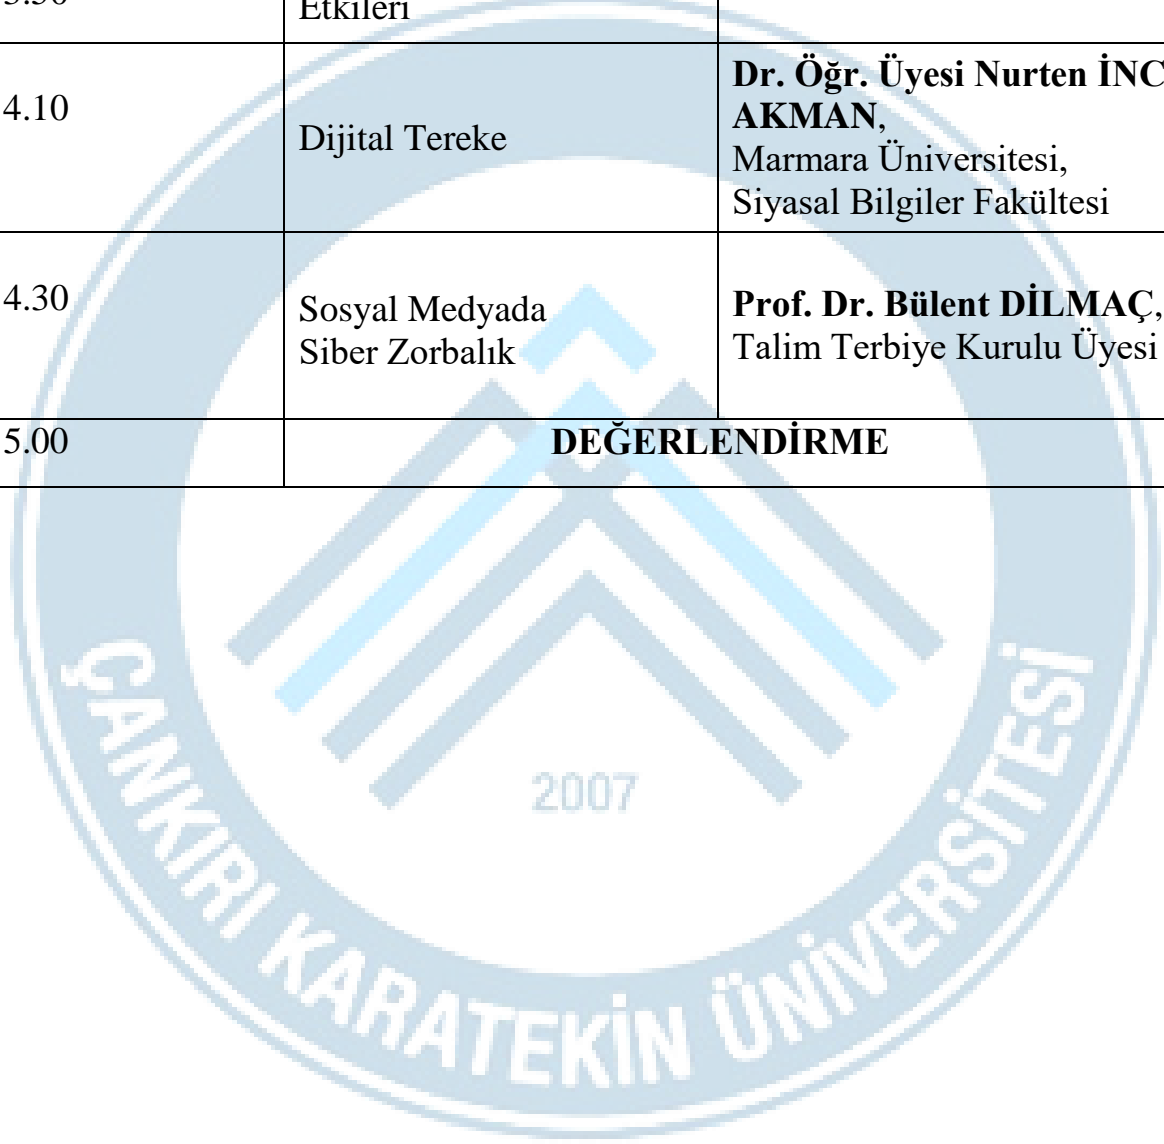 Etkileri
4.10
Dijital Tereke
Dr. Öğr. Üyesi Nurten İNC
AKMAN,
Marmara Üniversitesi,
Siyasal Bilgiler Fakültesi
4.30
Sosyal Medyada
Siber Zorbalık
Prof. Dr. Bülent DİLMAÇ,
Talim Terbiye Kurulu Üyesi
5.00
DEĞERLENDİRME
2007
ÇANKIRI KARATEKİN ÜNİVERSİTESİ